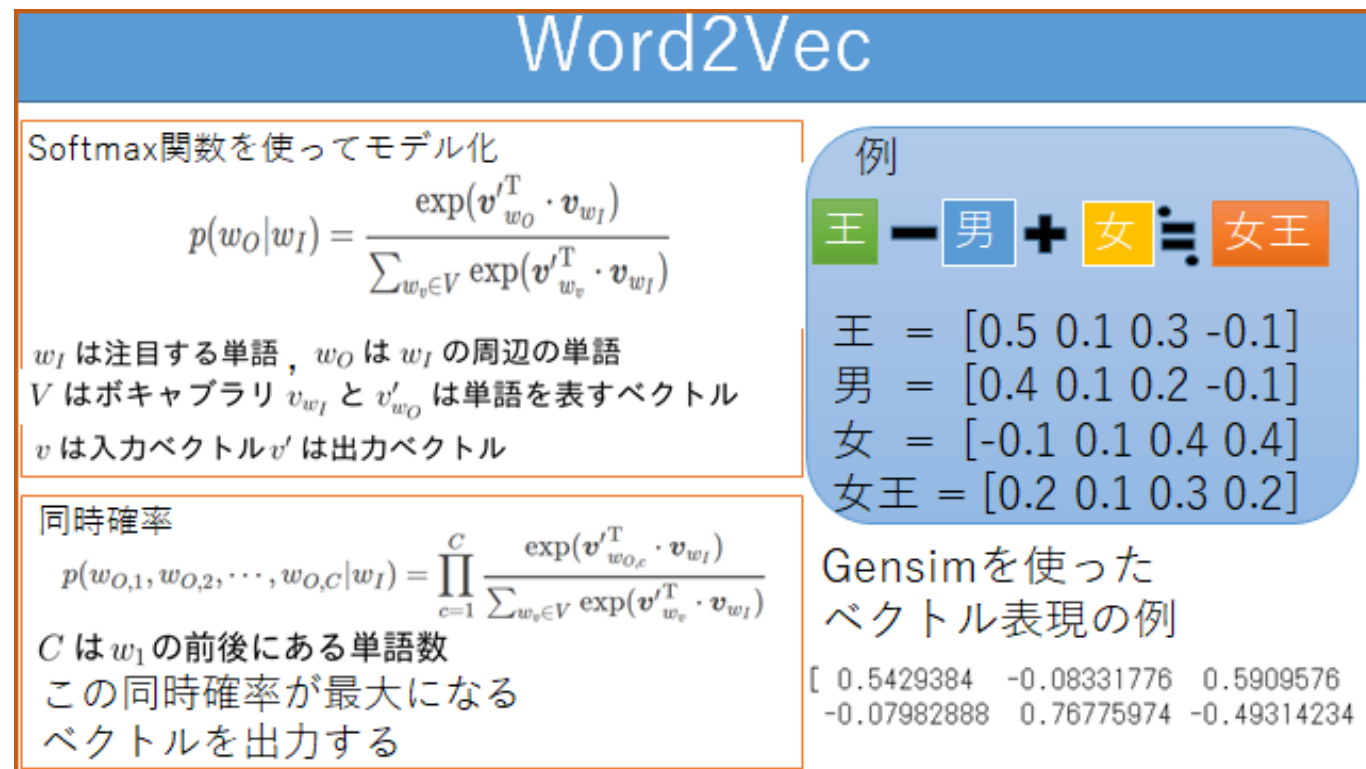 Word2Vec
Softmax関数を使ってモデル化
p(w_O|w_I) = exp(v'^T_{w_O} · v_{w_I}) / ∑_{w_v∈V} exp(v'^T_{w_v} · v_{w_I})
w_I は注目する単語 , w_O は w_I の周辺の単語
V はボキャブラリ v_{w_I} と v'_{w_O} は単語を表すベクトル
v は入力ベクトル v' は出力ベクトル
同時確率
p(w_{O,1}, w_{O,2}, ⋯, w_{O,C}|w_I) = ∏_{c=1}^{C} exp(v'^T_{w_{O,c}} · v_{w_I}) / ∑_{w_v∈V} exp(v'^T_{w_v} · v_{w_I})
C は w_1 の前後にある単語数
この同時確率が最大になる
ベクトルを出力する
例
王 − 男 + 女 ≒ 女王
王 = [0.5 0.1 0.3 -0.1]
男 = [0.4 0.1 0.2 -0.1]
女 = [-0.1 0.1 0.4 0.4]
女王 = [0.2 0.1 0.3 0.2]
Gensimを使った
ベクトル表現の例
[ 0.5429384 -0.08331776 0.5909576
-0.07982888 0.76775974 -0.49314234